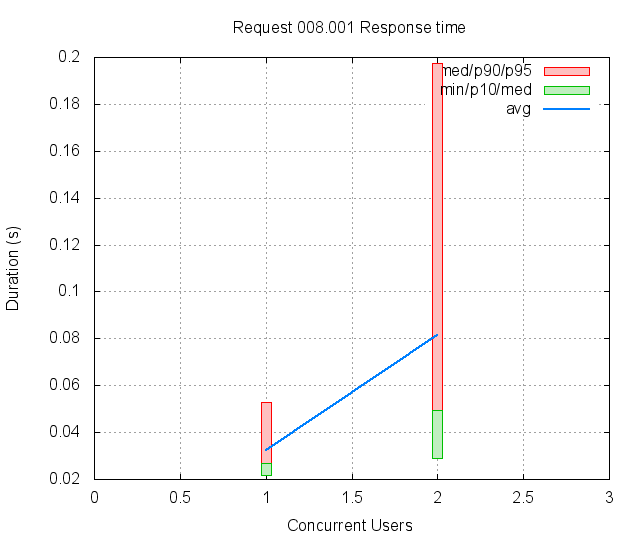 Request 008.001 Response time
0.2
0.18
0.16
0.14
0.12
0.1
0.08
0.06
0.04
0.02
Duration (s)
med/p90/p95
min/p10/med
avg
0 0.5 1 1.5 2 2.5 3
Concurrent Users